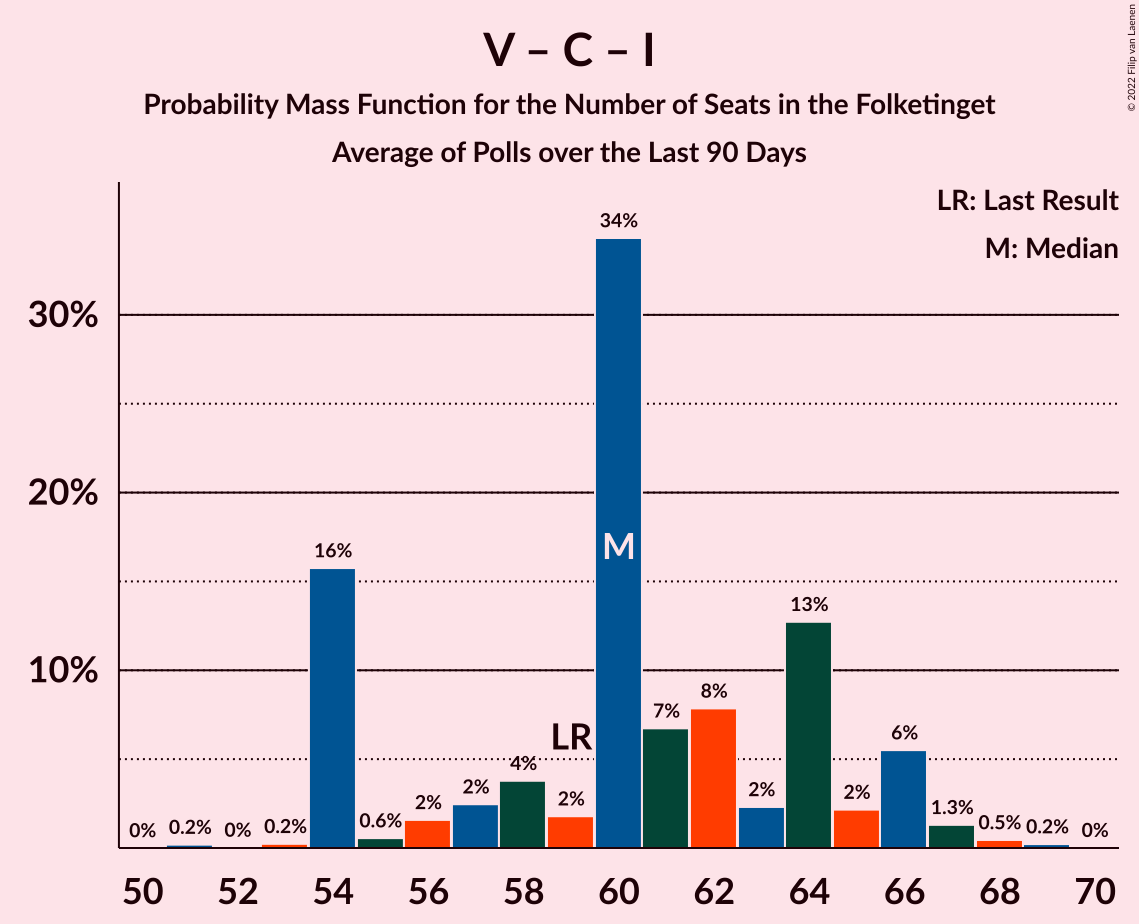 V – C – I
Probability Mass Function for the Number of Seats in the Folketinget
Average of Polls over the Last 90 Days
© 2022 Filip van Laenen
LR: Last Result
M: Median
30%
20%
10%
0%
0.2%
0%
0.2%
16%
0.6%
2%
2%
4%
2%
LR
34%
M
7%
8%
2%
13%
2%
6%
1.3%
0.5%
0.2%
0%
50 52 54 56 58 60 62 64 66 68 70